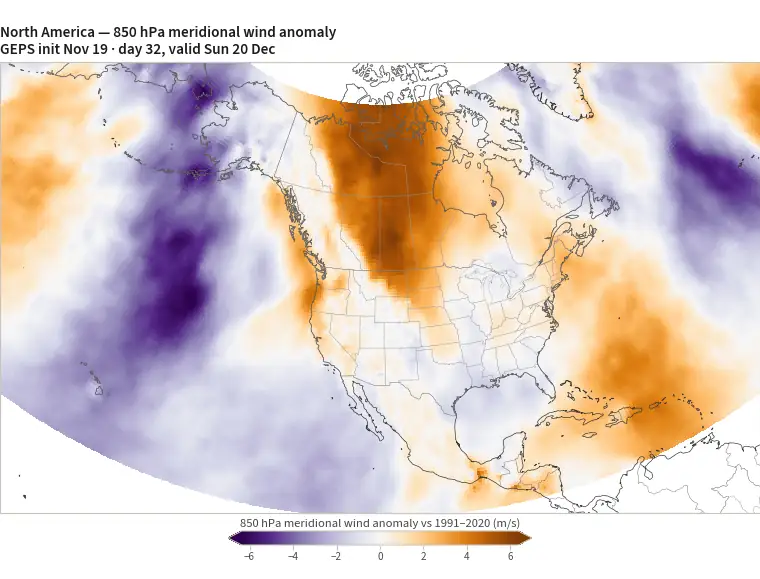 North America — 850 hPa meridional wind anomaly
GEPS init Nov 19 · day 32, valid Sun 20 Dec
850 hPa meridional wind anomaly vs 1991–2020 (m/s)
−6 −4 −2 0 2 4 6